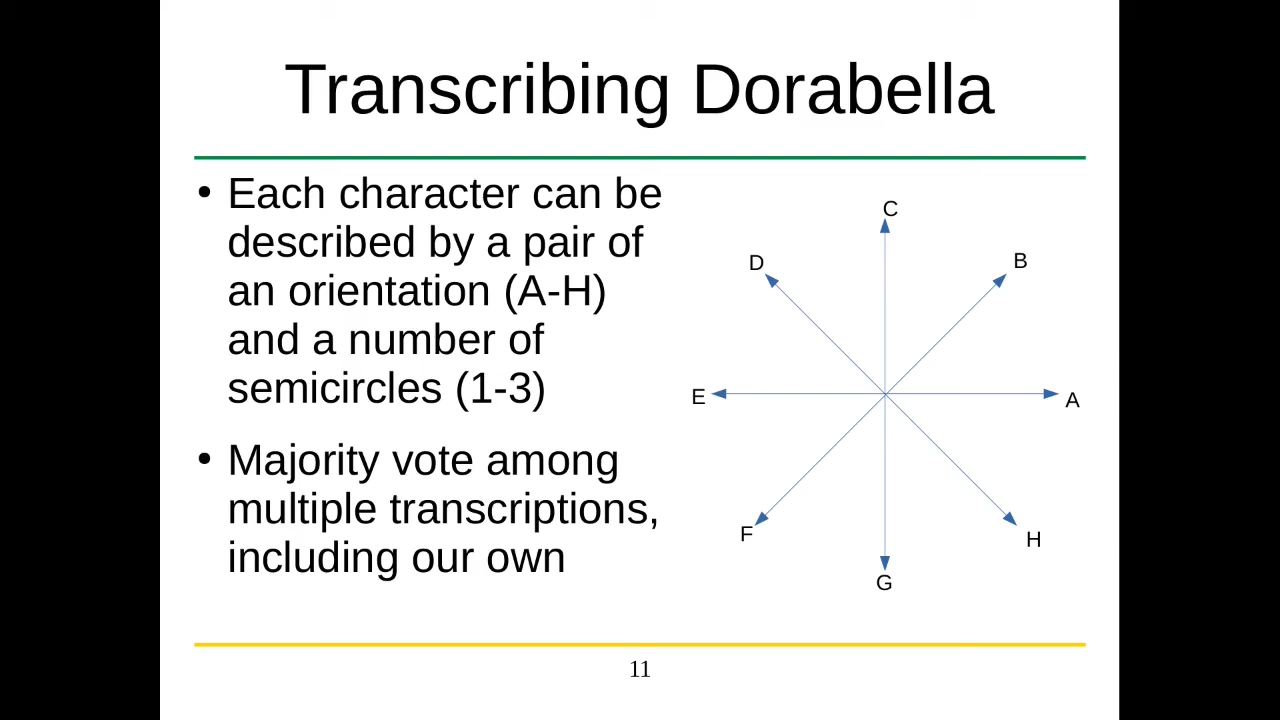 Transcribing Dorabella
• Each character can be
described by a pair of
an orientation (A-H)
and a number of
semicircles (1-3)
• Majority vote among
multiple transcriptions,
including our own
C
D
B
E
A
F
H
G
11